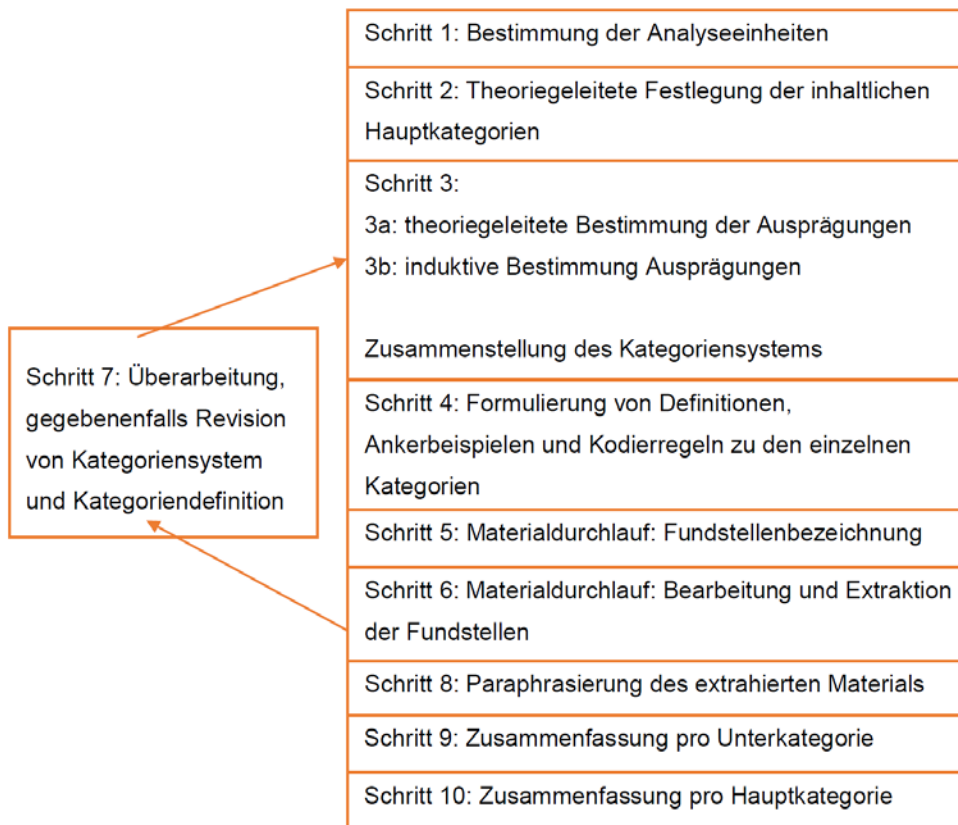 Schritt 1: Bestimmung der Analyseeinheiten
Schritt 2: Theoriegeleitete Festlegung der inhaltlichen
Hauptkategorien
Schritt 3:
3a: theoriegeleitete Bestimmung der Ausprägungen
3b: induktive Bestimmung Ausprägungen
Zusammenstellung des Kategoriensystems
Schritt 4: Formulierung von Definitionen,
Ankerbeispielen und Kodierregeln zu den einzelnen
Kategorien
Schritt 5: Materialdurchlauf: Fundstellenbezeichnung
Schritt 6: Materialdurchlauf: Bearbeitung und Extraktion
der Fundstellen
Schritt 7: Überarbeitung,
gegebenenfalls Revision
von Kategoriensystem
und Kategoriendefinition
Schritt 8: Paraphrasierung des extrahierten Materials
Schritt 9: Zusammenfassung pro Unterkategorie
Schritt 10: Zusammenfassung pro Hauptkategorie